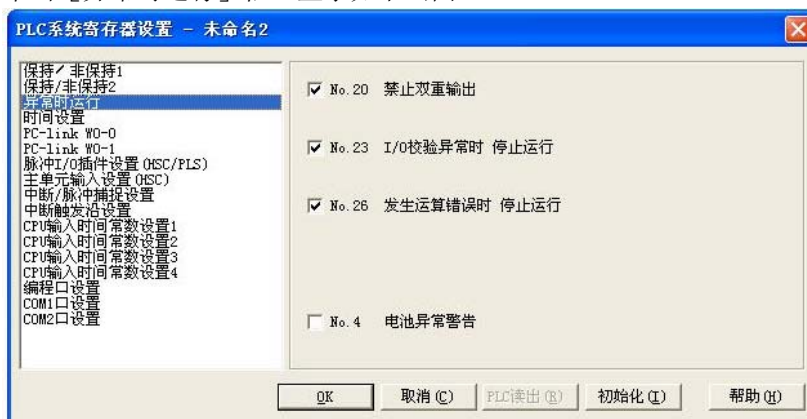 PLC系统寄存器设置 - 未命名2
保持/ 非保持1
保持/非保持2
异常时运行
时间设置
PC-link W0-0
PC-link W0-1
脉冲I/O插件设置(HSC/PLS)
主单元输入设置(HSC)
中断/脉冲捕捉设置
中断触发沿设置
CPU输入时间常数设置1
CPU输入时间常数设置2
CPU输入时间常数设置3
CPU输入时间常数设置4
编程口设置
COM1口设置
COM2口设置
No.20 禁止双重输出
No.23 I/O校验异常时 停止运行
No.26 发生运算错误时 停止运行
No.4 电池异常警告
OK 取消(C) PLC读出(R) 初始化(I) 帮助(H)